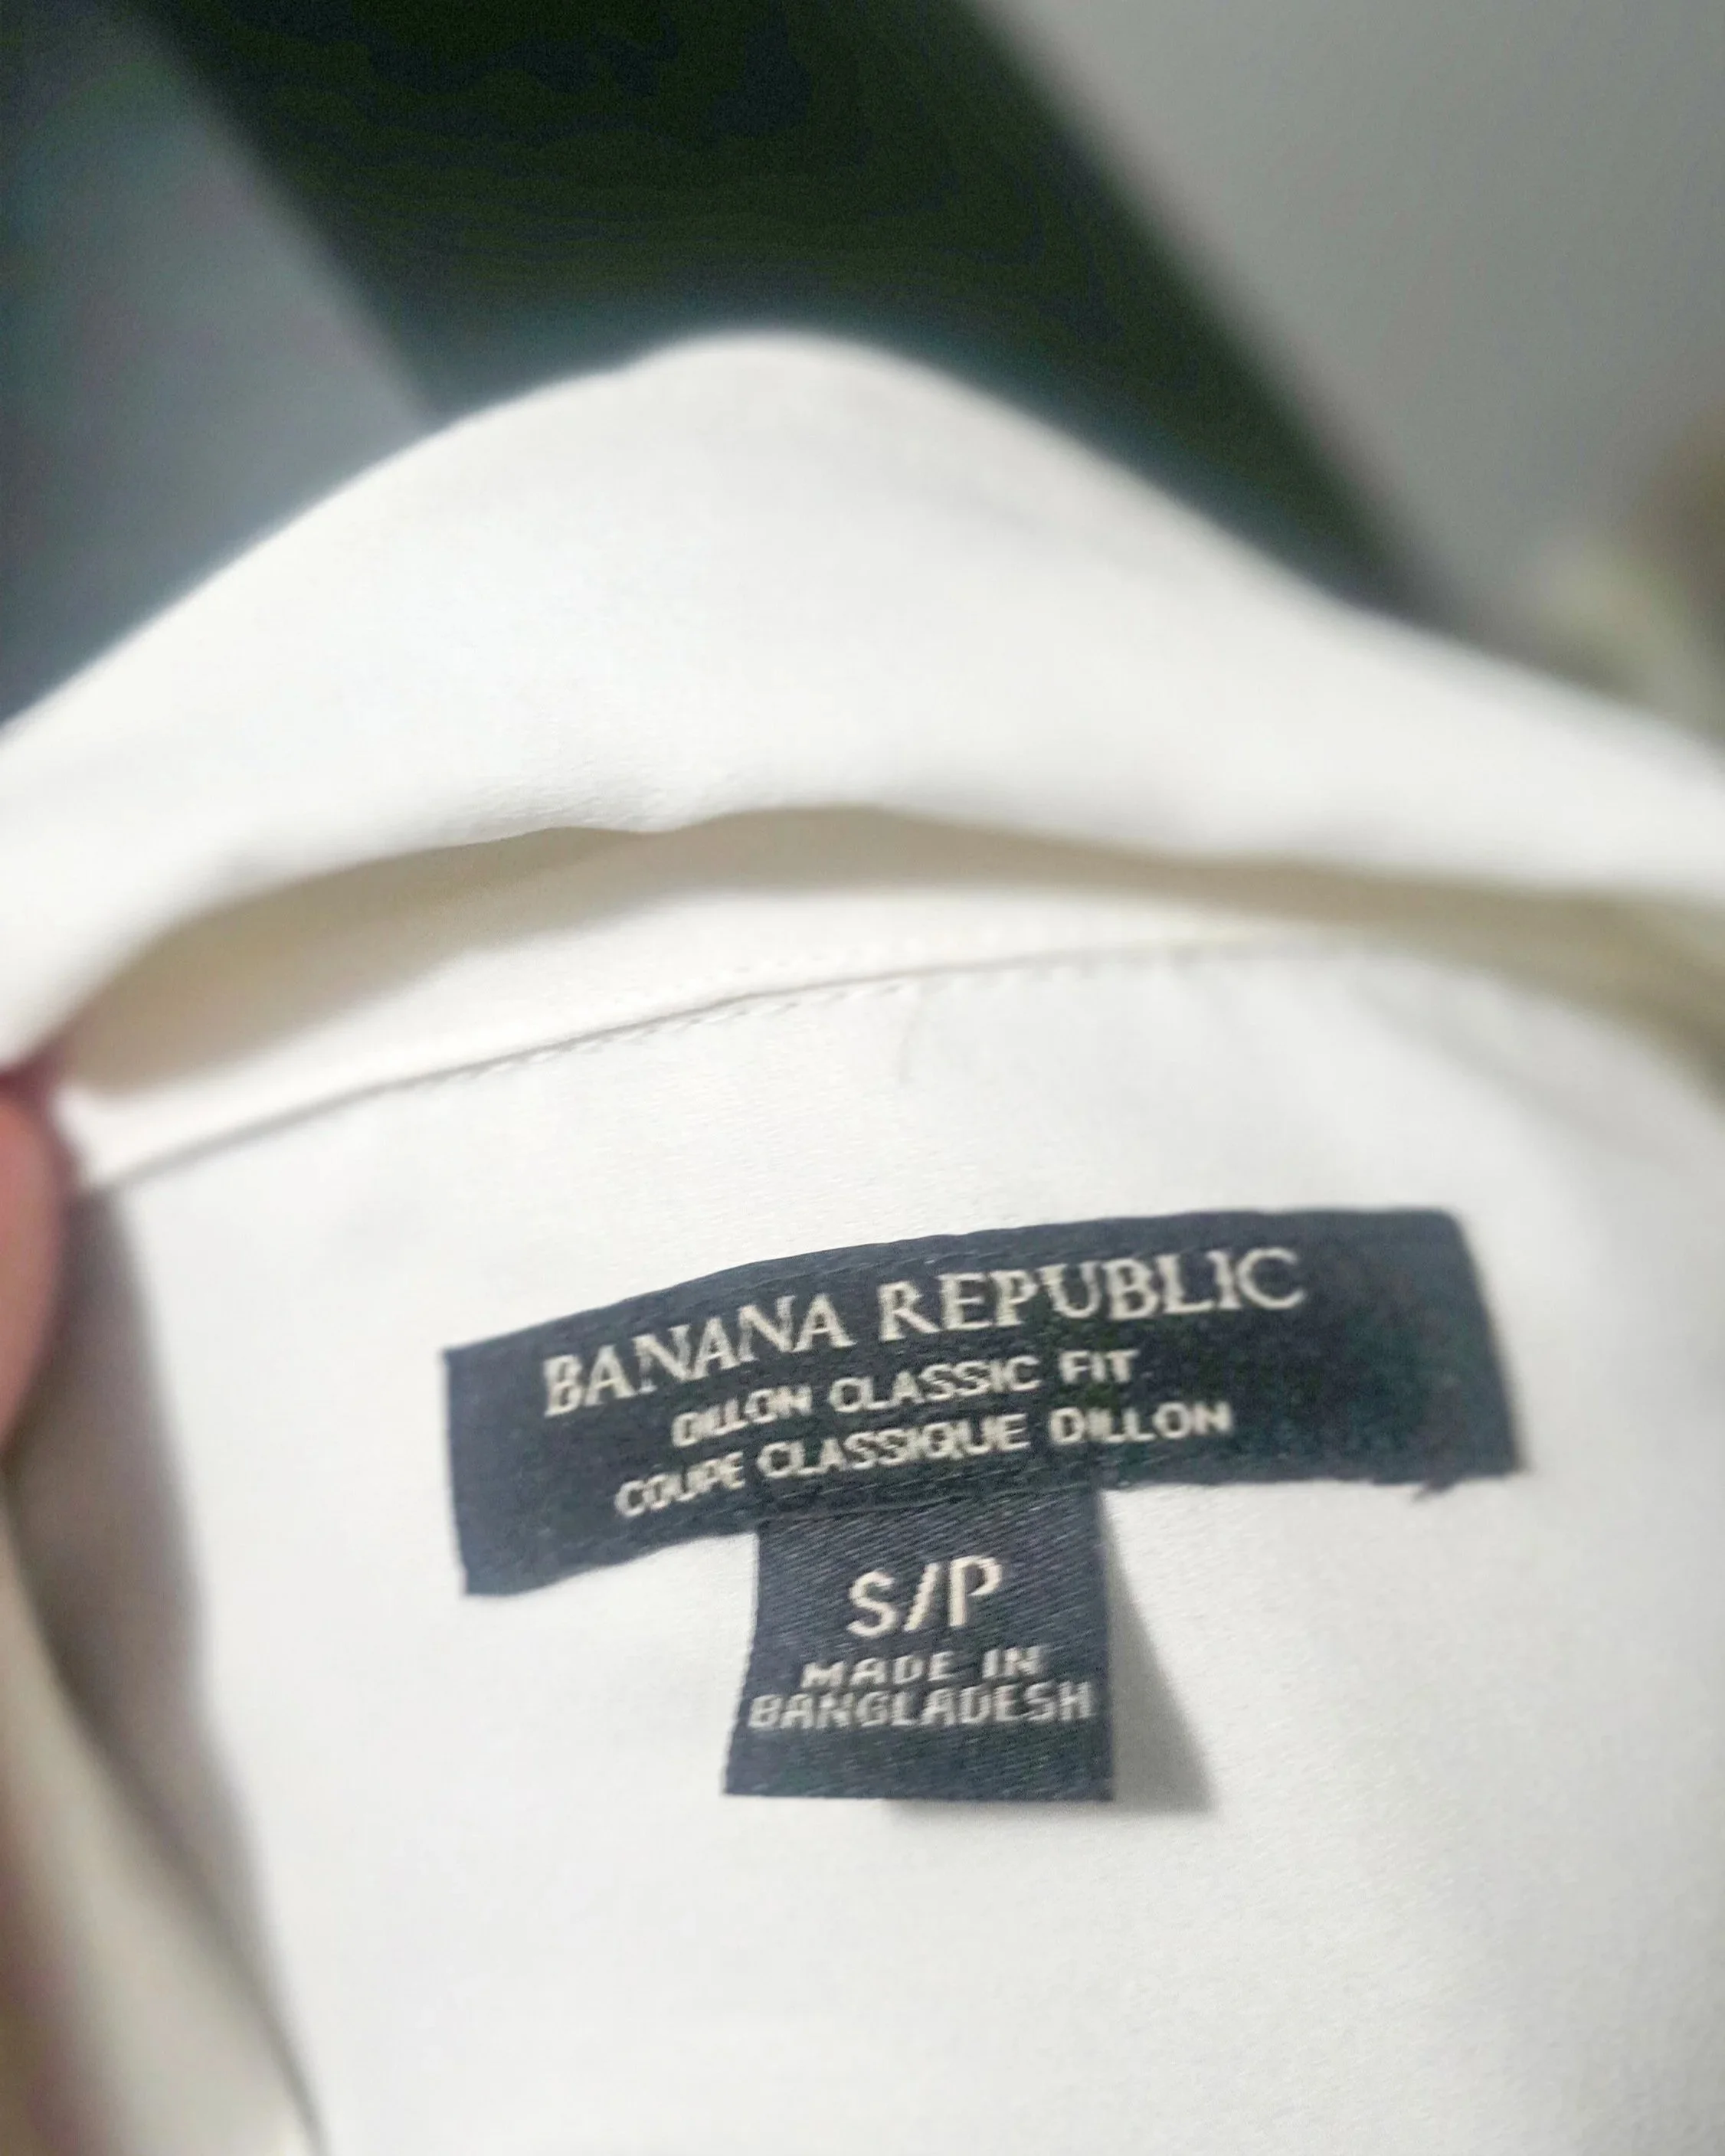 BANANA REPUBLIC
DILLON CLASSIC FIT
COUPE CLASSIQUE DILLON
S/P
MADE IN
BANGLADESH